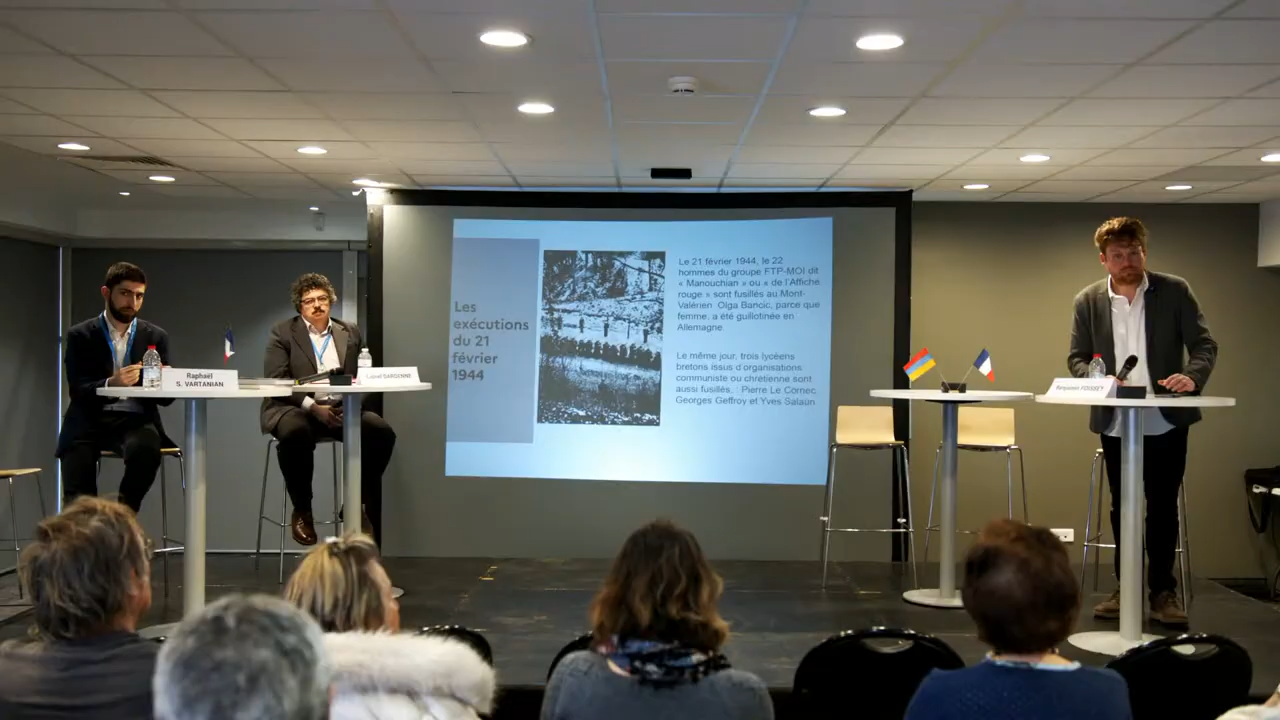 Les
exécutions
du 21
février
1944
Le 21 février 1944, le 22
hommes du groupe FTP-MOI dit
« Manouchian » ou « de l'Affiche
rouge » sont fusillés au Mont-
Valérien. Olga Bancic, parce que
femme, a été guillotinée en
Allemagne.
Le même jour, trois lycéens
bretons issus d'organisations
communiste ou chrétienne sont
aussi fusillés, : Pierre Le Cornec,
Georges Geffroy et Yves Salaün.
Raphaël
S. VARTANIAN
Benjamin FOISSEY